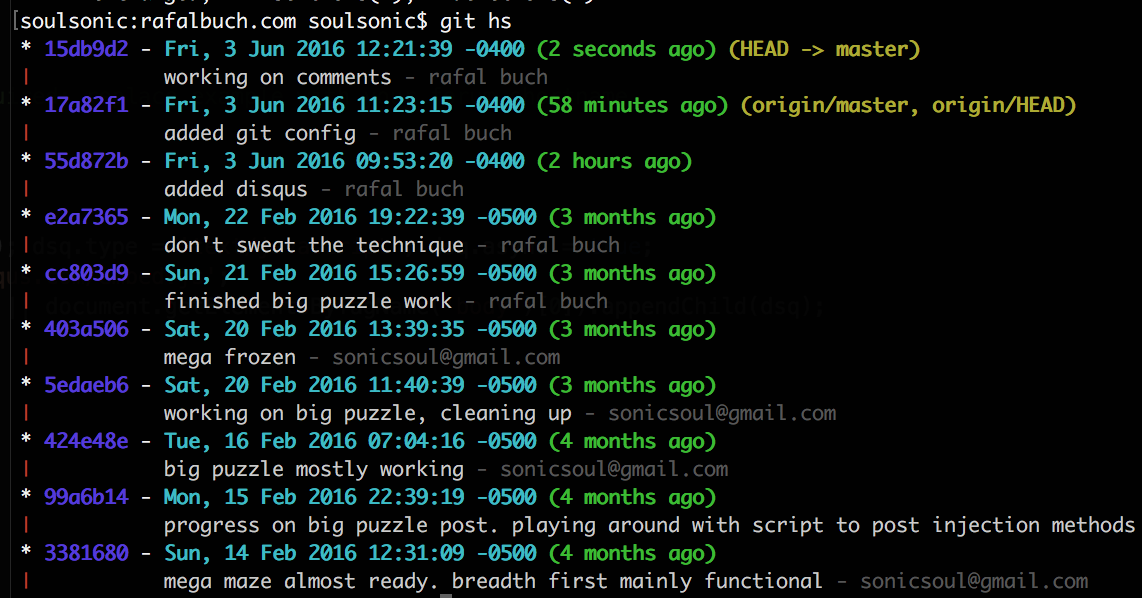 [soulsonic:rafalbuch.com soulsonic$ git hs
* 15db9d2 - Fri, 3 Jun 2016 12:21:39 -0400 (2 seconds ago) (HEAD -> master)
| working on comments - rafal buch
* 17a82f1 - Fri, 3 Jun 2016 11:23:15 -0400 (58 minutes ago) (origin/master, origin/HEAD)
| added git config - rafal buch
* 55d872b - Fri, 3 Jun 2016 09:53:20 -0400 (2 hours ago)
| added disqus - rafal buch
* e2a7365 - Mon, 22 Feb 2016 19:22:39 -0500 (3 months ago)
| don't sweat the technique - rafal buch
* cc803d9 - Sun, 21 Feb 2016 15:26:59 -0500 (3 months ago)
| finished big puzzle work - rafal buch
* 403a506 - Sat, 20 Feb 2016 13:39:35 -0500 (3 months ago)
| mega frozen - sonicsoul@gmail.com
* 5edaeb6 - Sat, 20 Feb 2016 11:40:39 -0500 (3 months ago)
| working on big puzzle, cleaning up - sonicsoul@gmail.com
* 424e48e - Tue, 16 Feb 2016 07:04:16 -0500 (4 months ago)
| big puzzle mostly working - sonicsoul@gmail.com
* 99a6b14 - Mon, 15 Feb 2016 22:39:19 -0500 (4 months ago)
| progress on big puzzle post. playing around with script to post injection methods
* 3381680 - Sun, 14 Feb 2016 12:31:09 -0500 (4 months ago)
| mega maze almost ready. breadth first mainly functional - sonicsoul@gmail.com